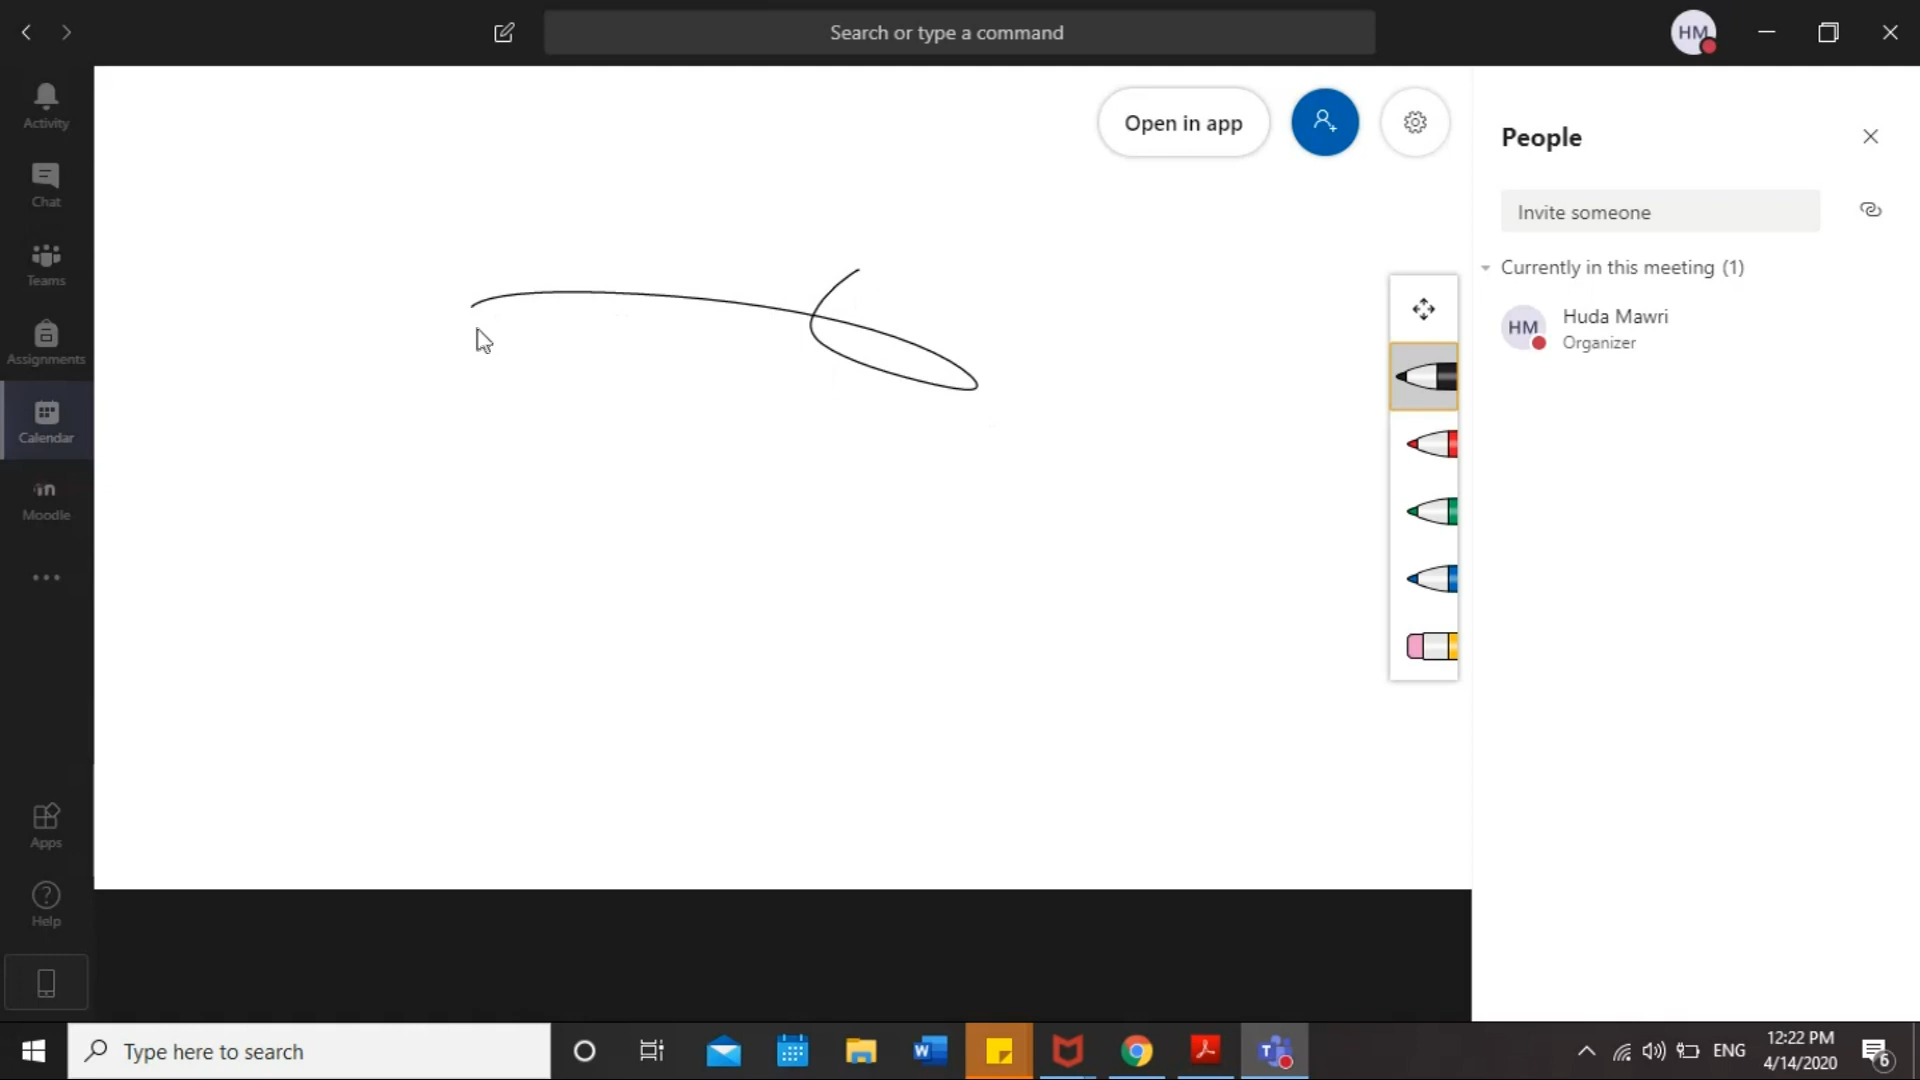 Search or type a command
HM
Activity
Chat
Teams
Assignments
Calendar
Moodle
Apps
Help
Open in app
People
Invite someone
Currently in this meeting (1)
HM
Huda Mawri
Organizer
Type here to search
ENG
12:22 PM
4/14/2020
6